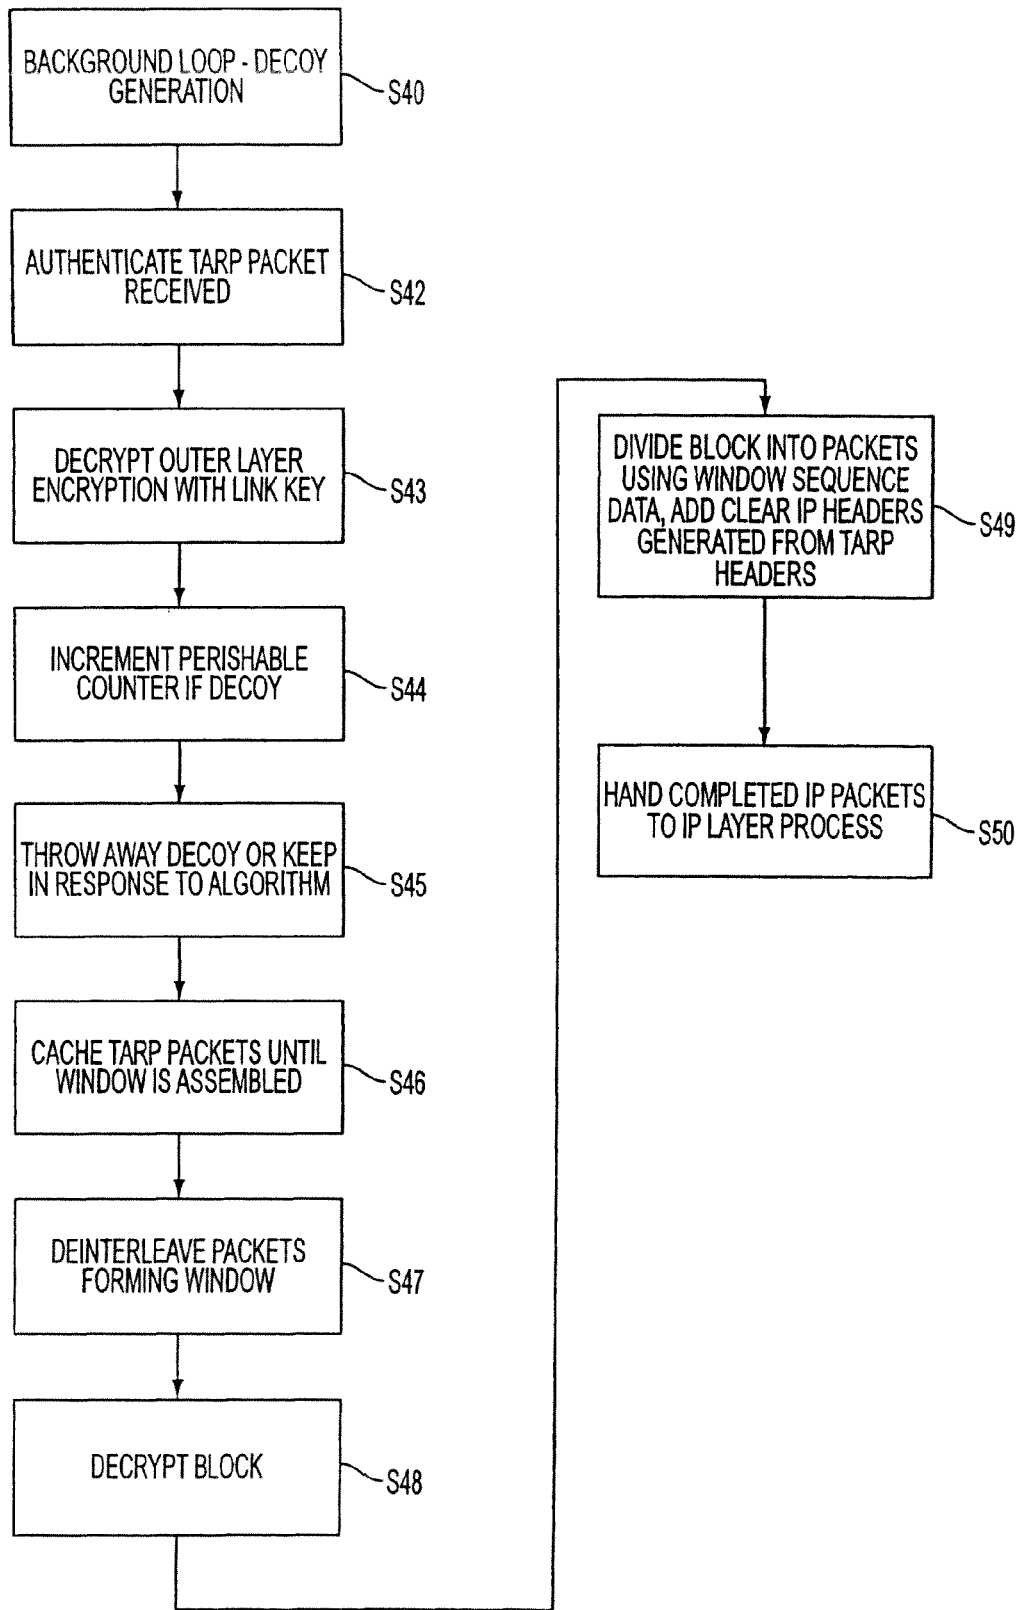 BACKGROUND LOOP - DECOY
GENERATION
S40
AUTHENTICATE TARP PACKET
RECEIVED
S42
DECRYPT OUTER LAYER
ENCRYPTION WITH LINK KEY
S43
INCREMENT PERISHABLE
COUNTER IF DECOY
S44
THROW AWAY DECOY OR KEEP
IN RESPONSE TO ALGORITHM
S45
CACHE TARP PACKETS UNTIL
WINDOW IS ASSEMBLED
S46
DEINTERLEAVE PACKETS
FORMING WINDOW
S47
DECRYPT BLOCK
S48
DIVIDE BLOCK INTO PACKETS
USING WINDOW SEQUENCE
DATA, ADD CLEAR IP HEADERS
GENERATED FROM TARP
HEADERS
S49
HAND COMPLETED IP PACKETS
TO IP LAYER PROCESS
S50